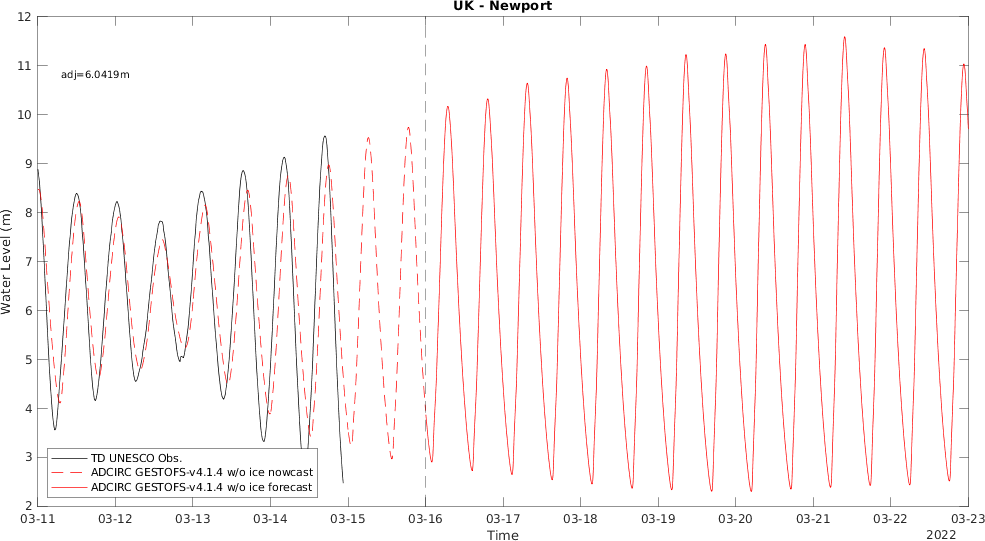 UK - Newport
12
11
10
9
8
7
6
5
4
3
2
Water Level (m)
adj=6.0419m
TD UNESCO Obs.
ADCIRC GESTOFS-v4.1.4 w/o ice nowcast
ADCIRC GESTOFS-v4.1.4 w/o ice forecast
03-11 03-12 03-13 03-14 03-15 03-16 03-17 03-18 03-19 03-20 03-21 03-22 03-23
Time
2022